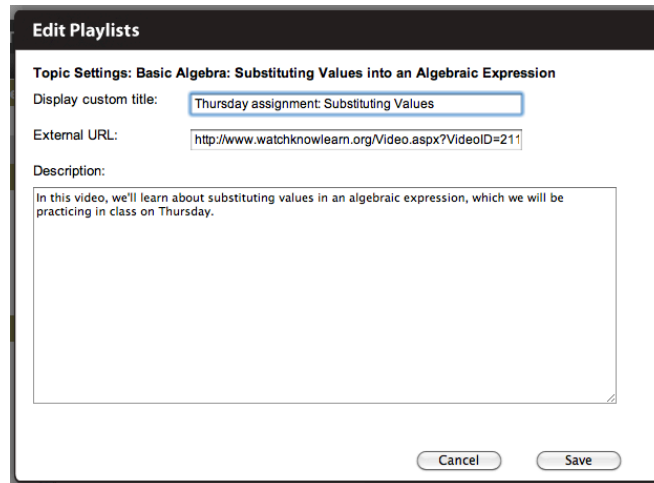 Edit Playlists
Topic Settings: Basic Algebra: Substituting Values into an Algebraic Expression
Display custom title: Thursday assignment: Substituting Values
External URL: http://www.watchknowlearn.org/Video.aspx?VideoID=211
Description:
In this video, we'll learn about substituting values in an algebraic expression, which we will be
practicing in class on Thursday.
Cancel Save